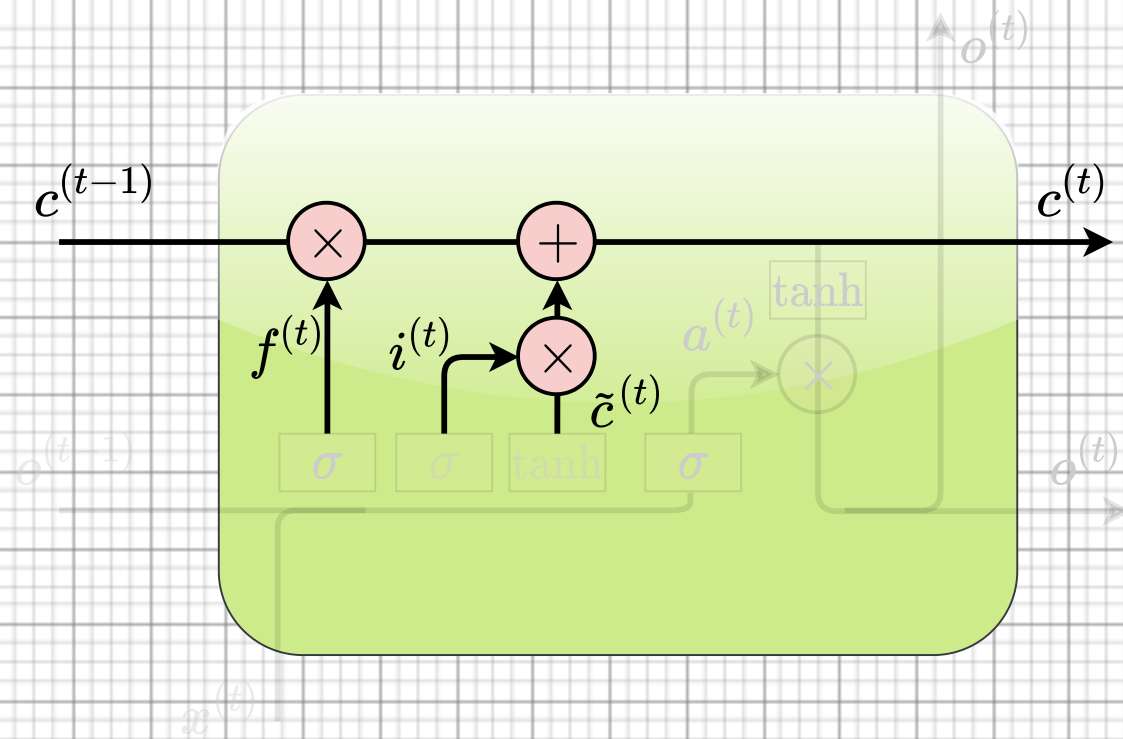 o^(t)
c^(t−1)
c^(t)
× +
tanh
f^(t) i^(t) × a^(t) ×
c̃^(t)
o^(t−1) σ σ tanh σ o^(t)
x^(t)